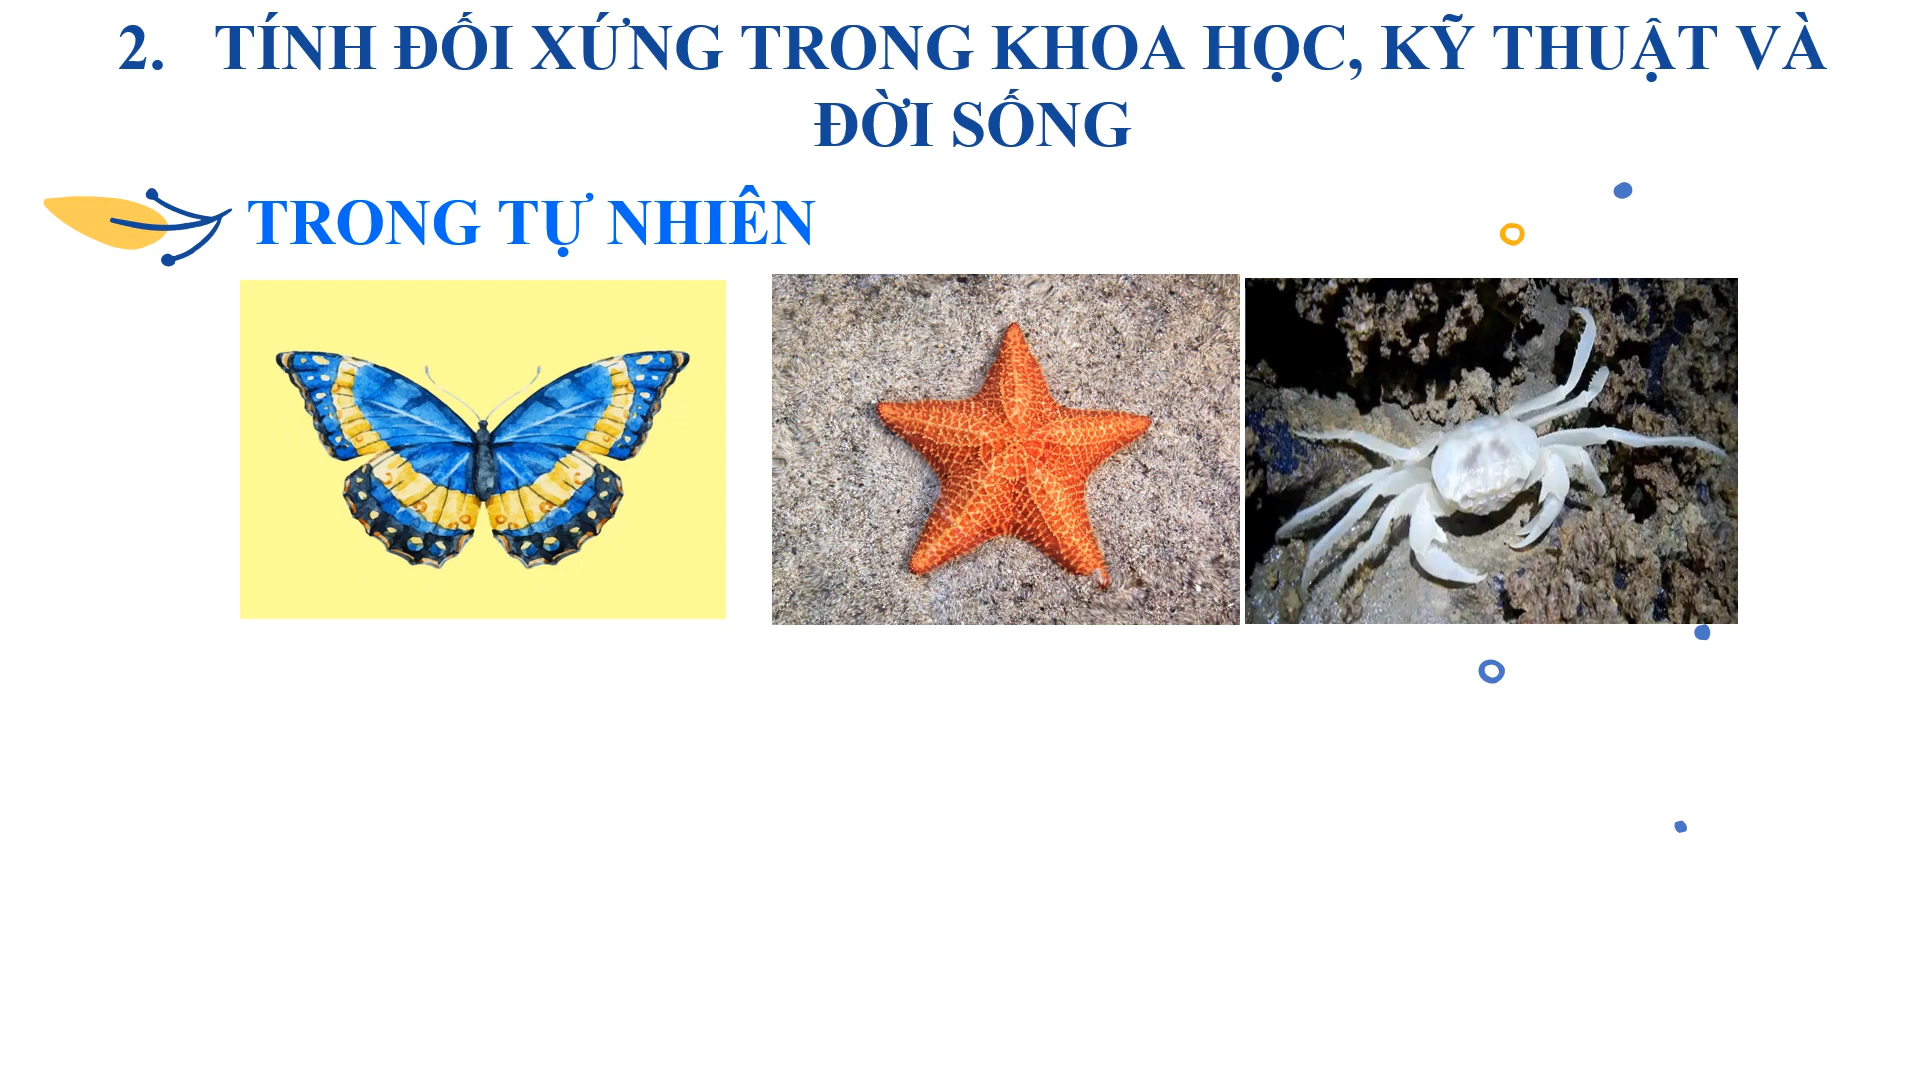 2. TÍNH ĐỐI XỨNG TRONG KHOA HỌC, KỸ THUẬT VÀ
ĐỜI SỐNG
TRONG TỰ NHIÊN